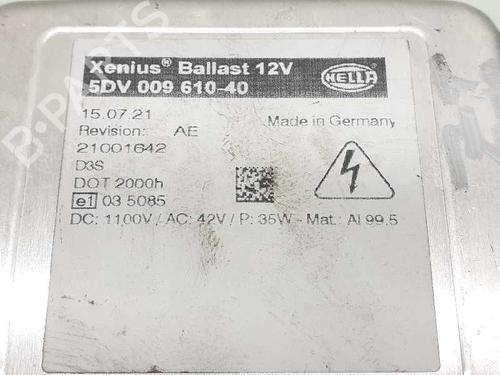 Xenius® Ballast 12V
5DV 009 610-40
HELLA
15.07.21
Revision: AE
Made in Germany
21001642
D3S
DOT 2000h
e1 03 5085
DC: 1100V / AC: 42V / P: 35W - Mat.: Al 99.5
B-PARTS